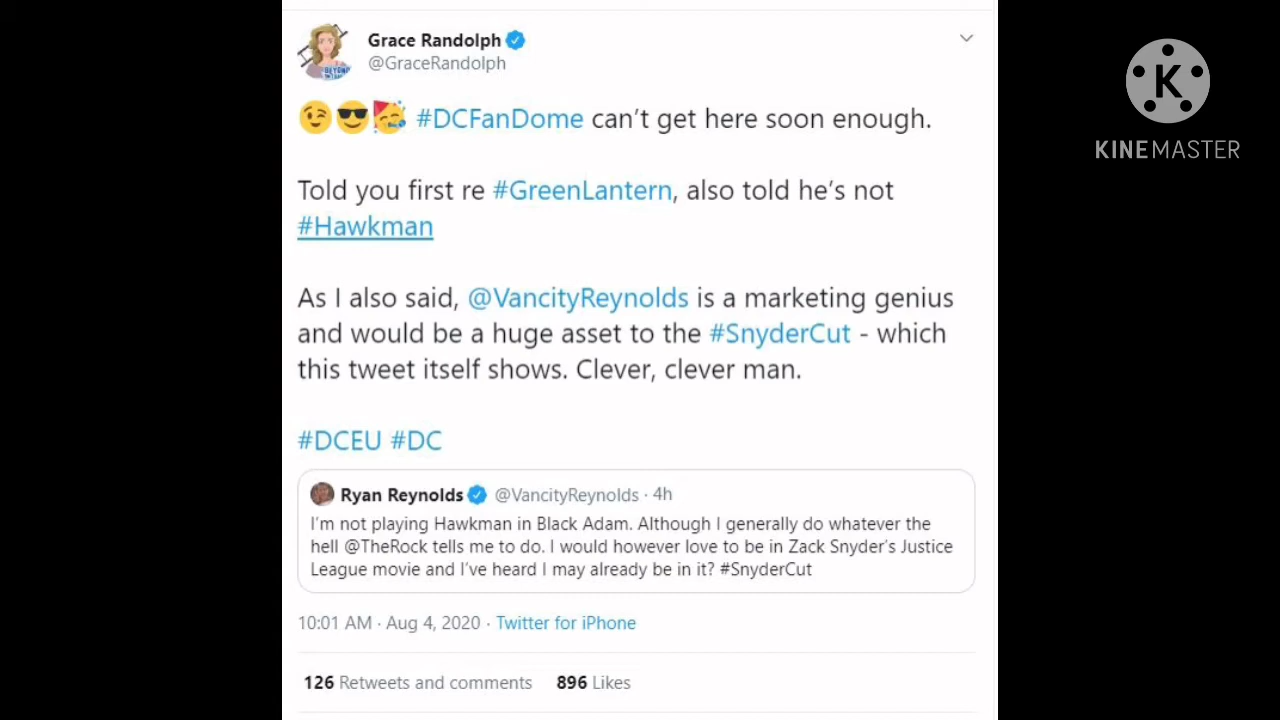 Grace Randolph
@GraceRandolph
😉😎🥳 #DCFanDome can't get here soon enough.
Told you first re #GreenLantern, also told he's not
#Hawkman
As I also said, @VancityReynolds is a marketing genius
and would be a huge asset to the #SnyderCut - which
this tweet itself shows. Clever, clever man.
#DCEU #DC
Ryan Reynolds @VancityReynolds · 4h
I'm not playing Hawkman in Black Adam. Although I generally do whatever the
hell @TheRock tells me to do. I would however love to be in Zack Snyder's Justice
League movie and I've heard I may already be in it? #SnyderCut
10:01 AM · Aug 4, 2020 · Twitter for iPhone
126 Retweets and comments 896 Likes
K
KINEMASTER